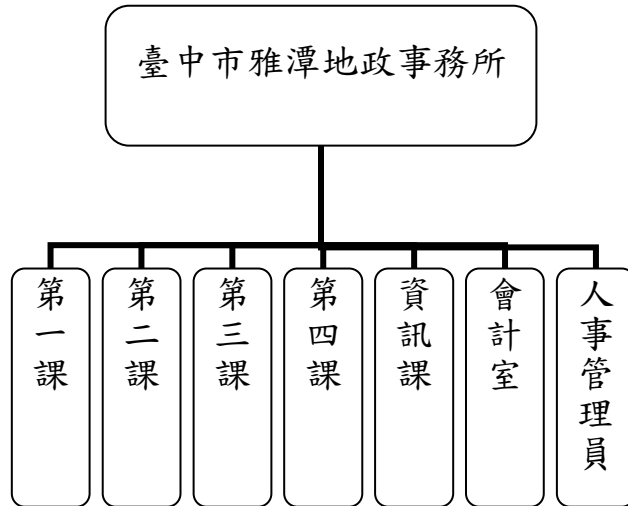 臺中市雅潭地政事務所
第一課
第二課
第三課
第四課
資訊課
會計室
人事管理員